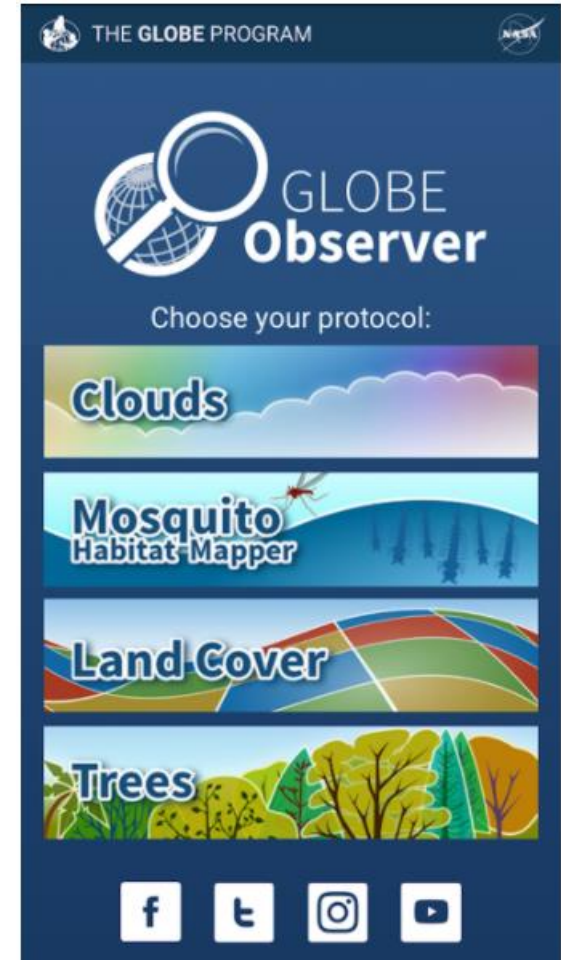 THE GLOBE PROGRAM
NASA
GLOBE
Observer
Choose your protocol:
Clouds
Mosquito
Habitat Mapper
Land Cover
Trees